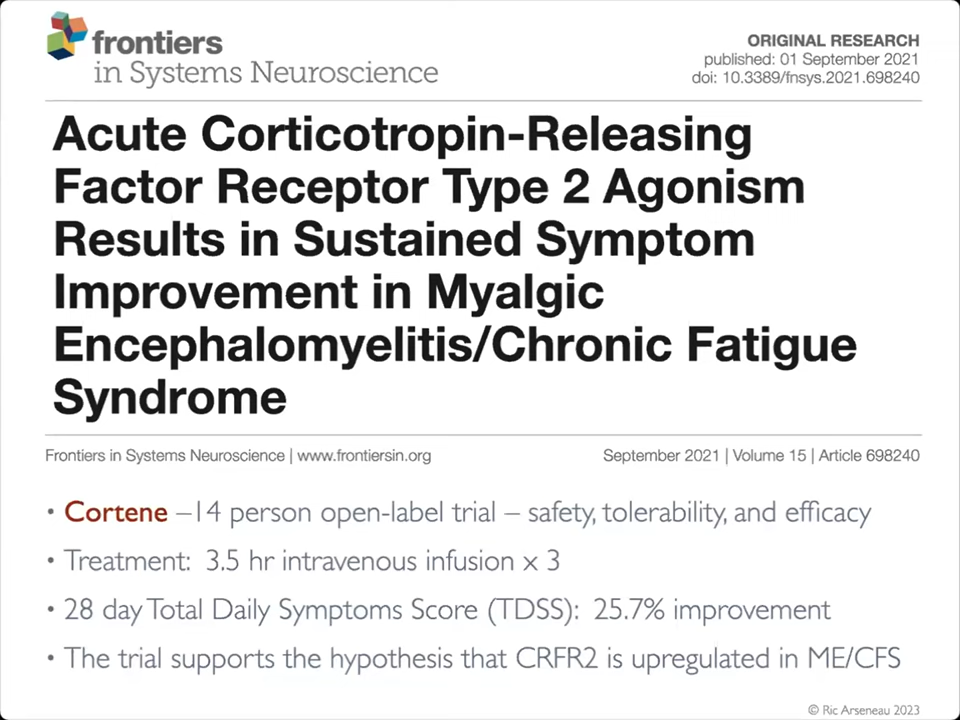 frontiers
in Systems Neuroscience
ORIGINAL RESEARCH
published: 01 September 2021
doi: 10.3389/fnsys.2021.698240
Acute Corticotropin-Releasing
Factor Receptor Type 2 Agonism
Results in Sustained Symptom
Improvement in Myalgic
Encephalomyelitis/Chronic Fatigue
Syndrome
Frontiers in Systems Neuroscience | www.frontiersin.org
September 2021 | Volume 15 | Article 698240
• Cortene –14 person open-label trial – safety, tolerability, and efficacy
• Treatment: 3.5 hr intravenous infusion x 3
• 28 day Total Daily Symptoms Score (TDSS): 25.7% improvement
• The trial supports the hypothesis that CRFR2 is upregulated in ME/CFS
© Ric Arseneau 2023